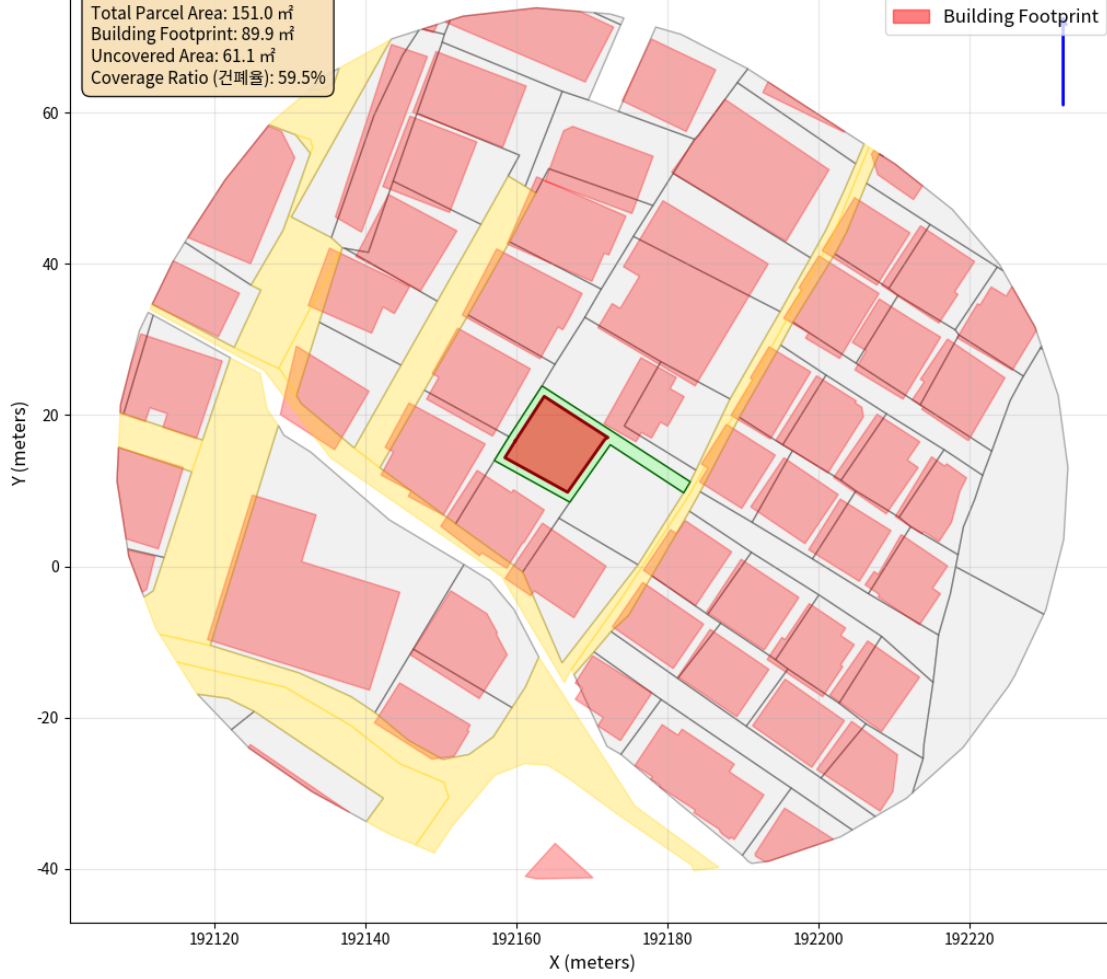 Total Parcel Area: 151.0 ㎡
Building Footprint: 89.9 ㎡
Uncovered Area: 61.1 ㎡
Coverage Ratio (건폐율): 59.5%
Building Footprint
60
40
20
0
-20
-40
Y (meters)
192120
192140
192160
192180
192200
192220
X (meters)